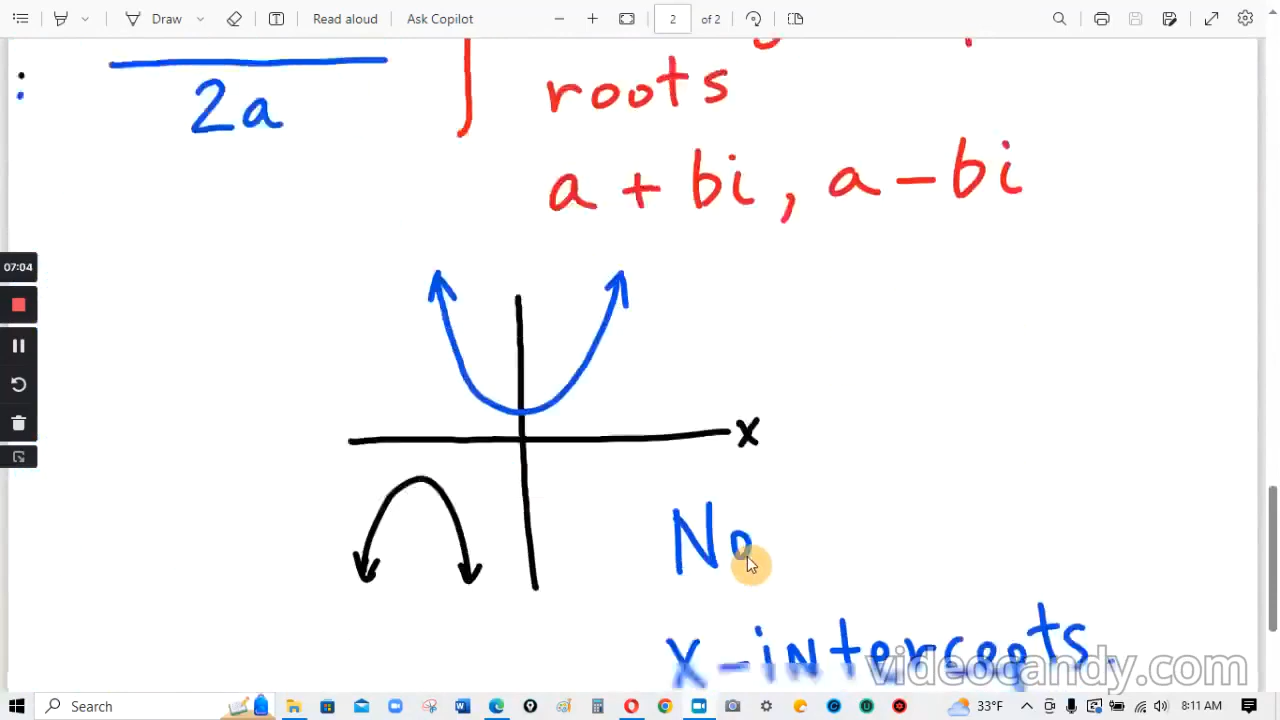 Draw
Read aloud
Ask Copilot
2
of 2
2a
roots
a + bi, a - bi
07:04
x
No
x-intercepts.
videocandy.com
Search
33°F
8:11 AM